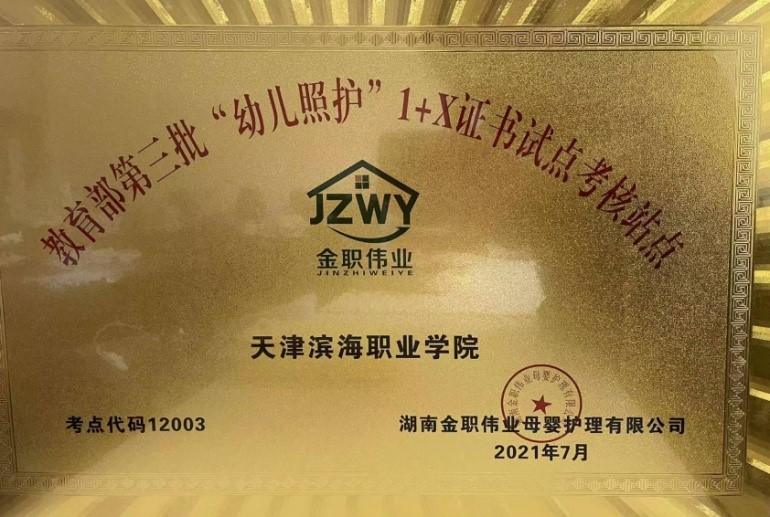 教育部第三批“幼儿照护”1+X证书试点考核站点
JZWY
金职伟业
JINZHIWEIYE
天津滨海职业学院
考点代码12003
湖南金职伟业母婴护理有限公司
2021年7月